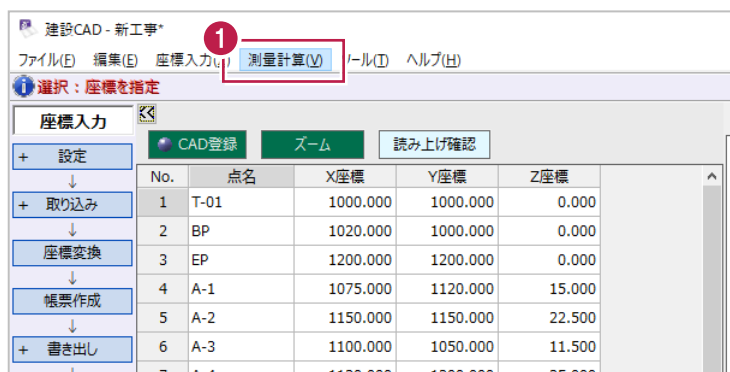 建設CAD - 新工事*
1
ファイル(F) 編集(E) 座標入力 測量計算(V) ール(T) ヘルプ(H)
選択：座標を指定
座標入力
CAD登録 ズーム 読み上げ確認
+ 設定
No. 点名 X座標 Y座標 Z座標
↓
+ 取り込み
1 T-01 1000.000 1000.000 0.000
↓
2 BP 1020.000 1000.000 0.000
座標変換
3 EP 1200.000 1200.000 0.000
↓
帳票作成
4 A-1 1075.000 1120.000 15.000
↓
5 A-2 1150.000 1150.000 22.500
+ 書き出し
6 A-3 1100.000 1050.000 11.500